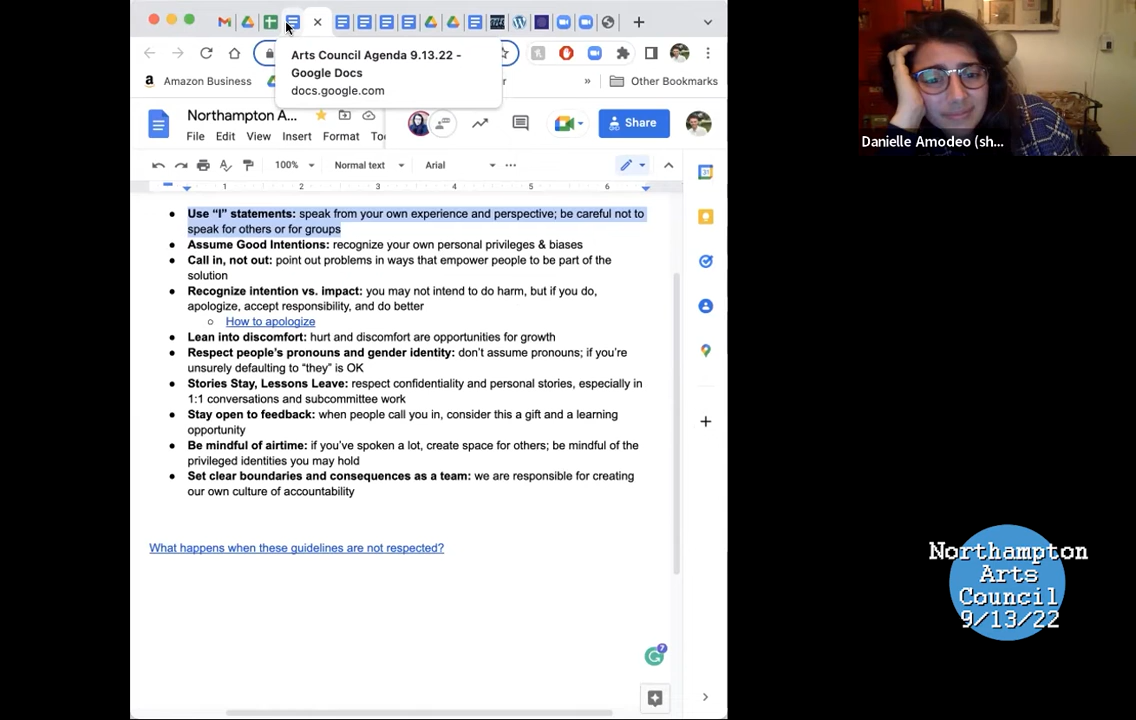 Arts Council Agenda 9.13.22 -
Google Docs
docs.google.com
Amazon Business
Other Bookmarks
Northampton A...
File Edit View Insert Format
Share
100% Normal text Arial
1 2 3 4 5 6
Use “I” statements: speak from your own experience and perspective; be careful not to
speak for others or for groups
Assume Good Intentions: recognize your own personal privileges & biases
Call in, not out: point out problems in ways that empower people to be part of the
solution
Recognize intention vs. impact: you may not intend to do harm, but if you do,
apologize, accept responsibility, and do better
How to apologize
Lean into discomfort: hurt and discomfort are opportunities for growth
Respect people’s pronouns and gender identity: don’t assume pronouns; if you’re
unsurely defaulting to “they” is OK
Stories Stay, Lessons Leave: respect confidentiality and personal stories, especially in
1:1 conversations and subcommittee work
Stay open to feedback: when people call you in, consider this a gift and a learning
opportunity
Be mindful of airtime: if you’ve spoken a lot, create space for others; be mindful of the
privileged identities you may hold
Set clear boundaries and consequences as a team: we are responsible for creating
our own culture of accountability
What happens when these guidelines are not respected?
7
Danielle Amodeo (sh...
Northampton
Arts
Council
9/13/22